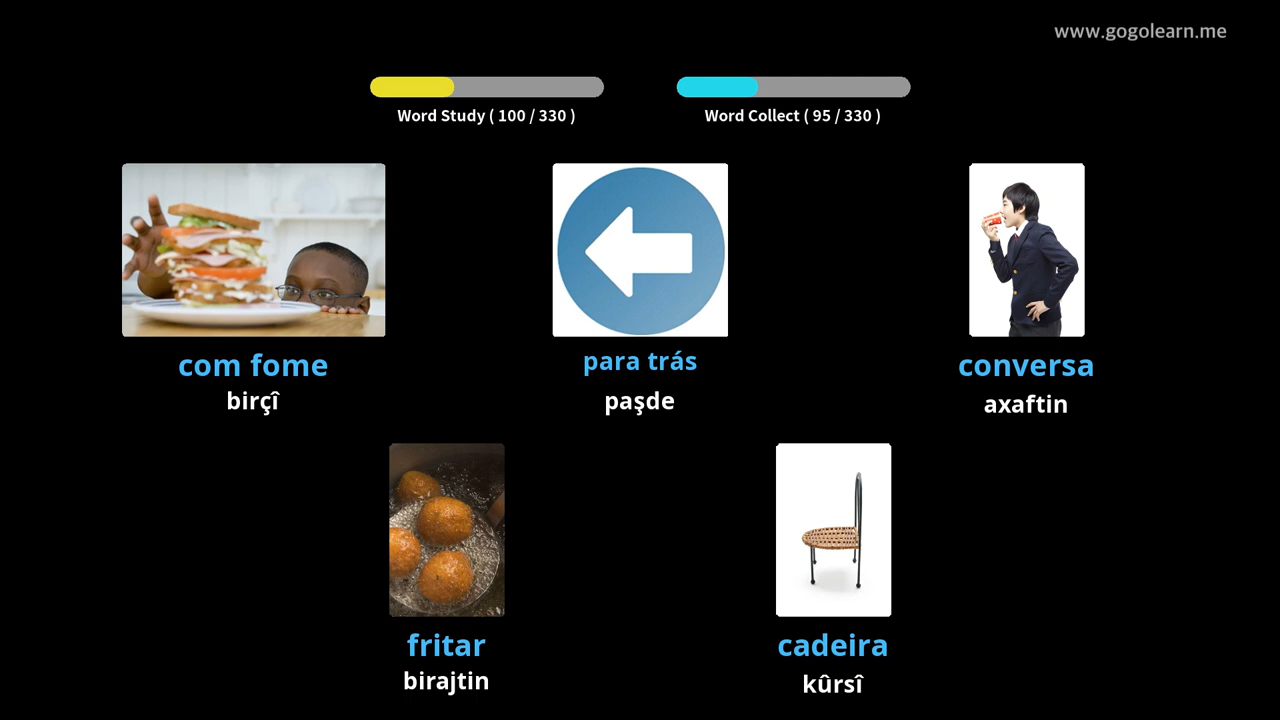 www.gogolearn.me
Word Study ( 100 / 330 )
Word Collect ( 95 / 330 )
com fome
para trás
conversa
birçî
paşde
axaftin
fritar
cadeira
birajtin
kûrsî